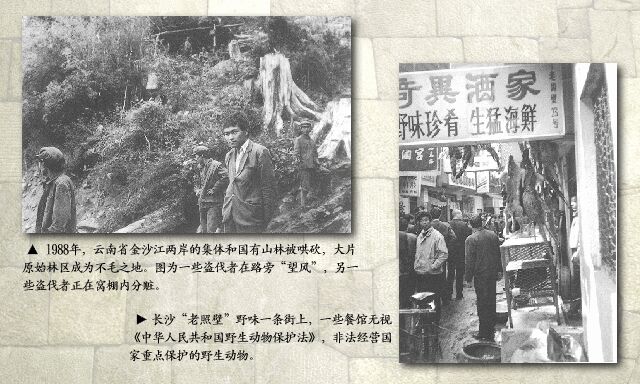 ▲ 1988年，云南省金沙江两岸的集体和国有山林被哄砍，大片
原始林区成为不毛之地。图为一些盗伐者在路旁“望风”，另一
些盗伐者正在窝棚内分赃。
奇異酒家
野味珍肴 生猛海鲜
老照壁
▶ 长沙“老照壁”野味一条街上，一些餐馆无视
《中华人民共和国野生动物保护法》，非法经营国
家重点保护的野生动物。